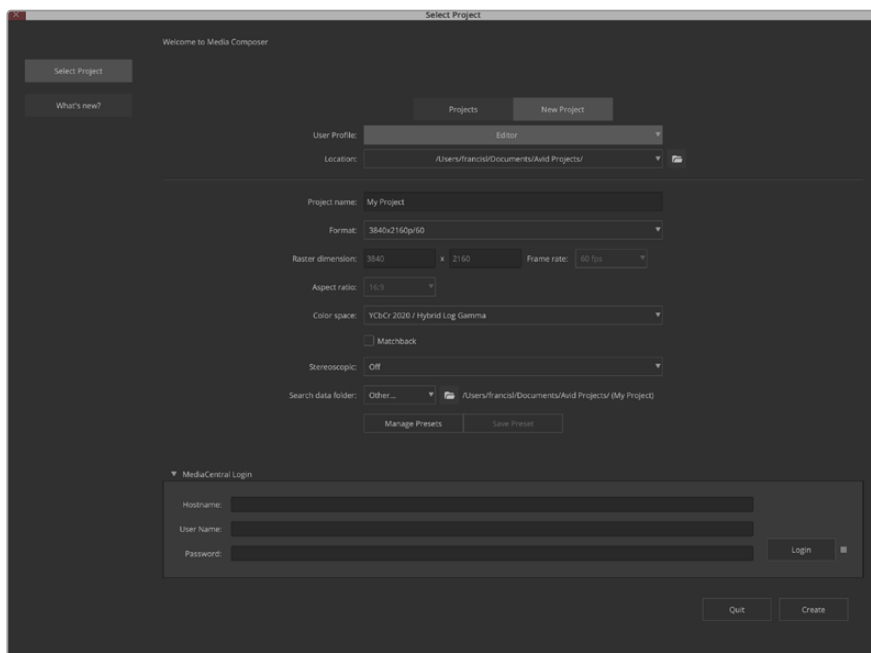 Select Project
Welcome to Media Composer
Select Project
What's new?
Projects New Project
User Profile: Editor
Location: /Users/francisl/Documents/Avid Projects/
Project name: My Project
Format: 3840x2160p/60
Raster dimension: 3840 x 2160 Frame rate: 60 fps
Aspect ratio: 16:9
Color space: YCbCr 2020 / Hybrid Log Gamma
Matchback
Stereoscopic: Off
Search data folder: Other... /Users/francisl/Documents/Avid Projects/ (My Project)
Manage Presets Save Preset
MediaCentral Login
Hostname:
User Name:
Password:
Login
Quit Create